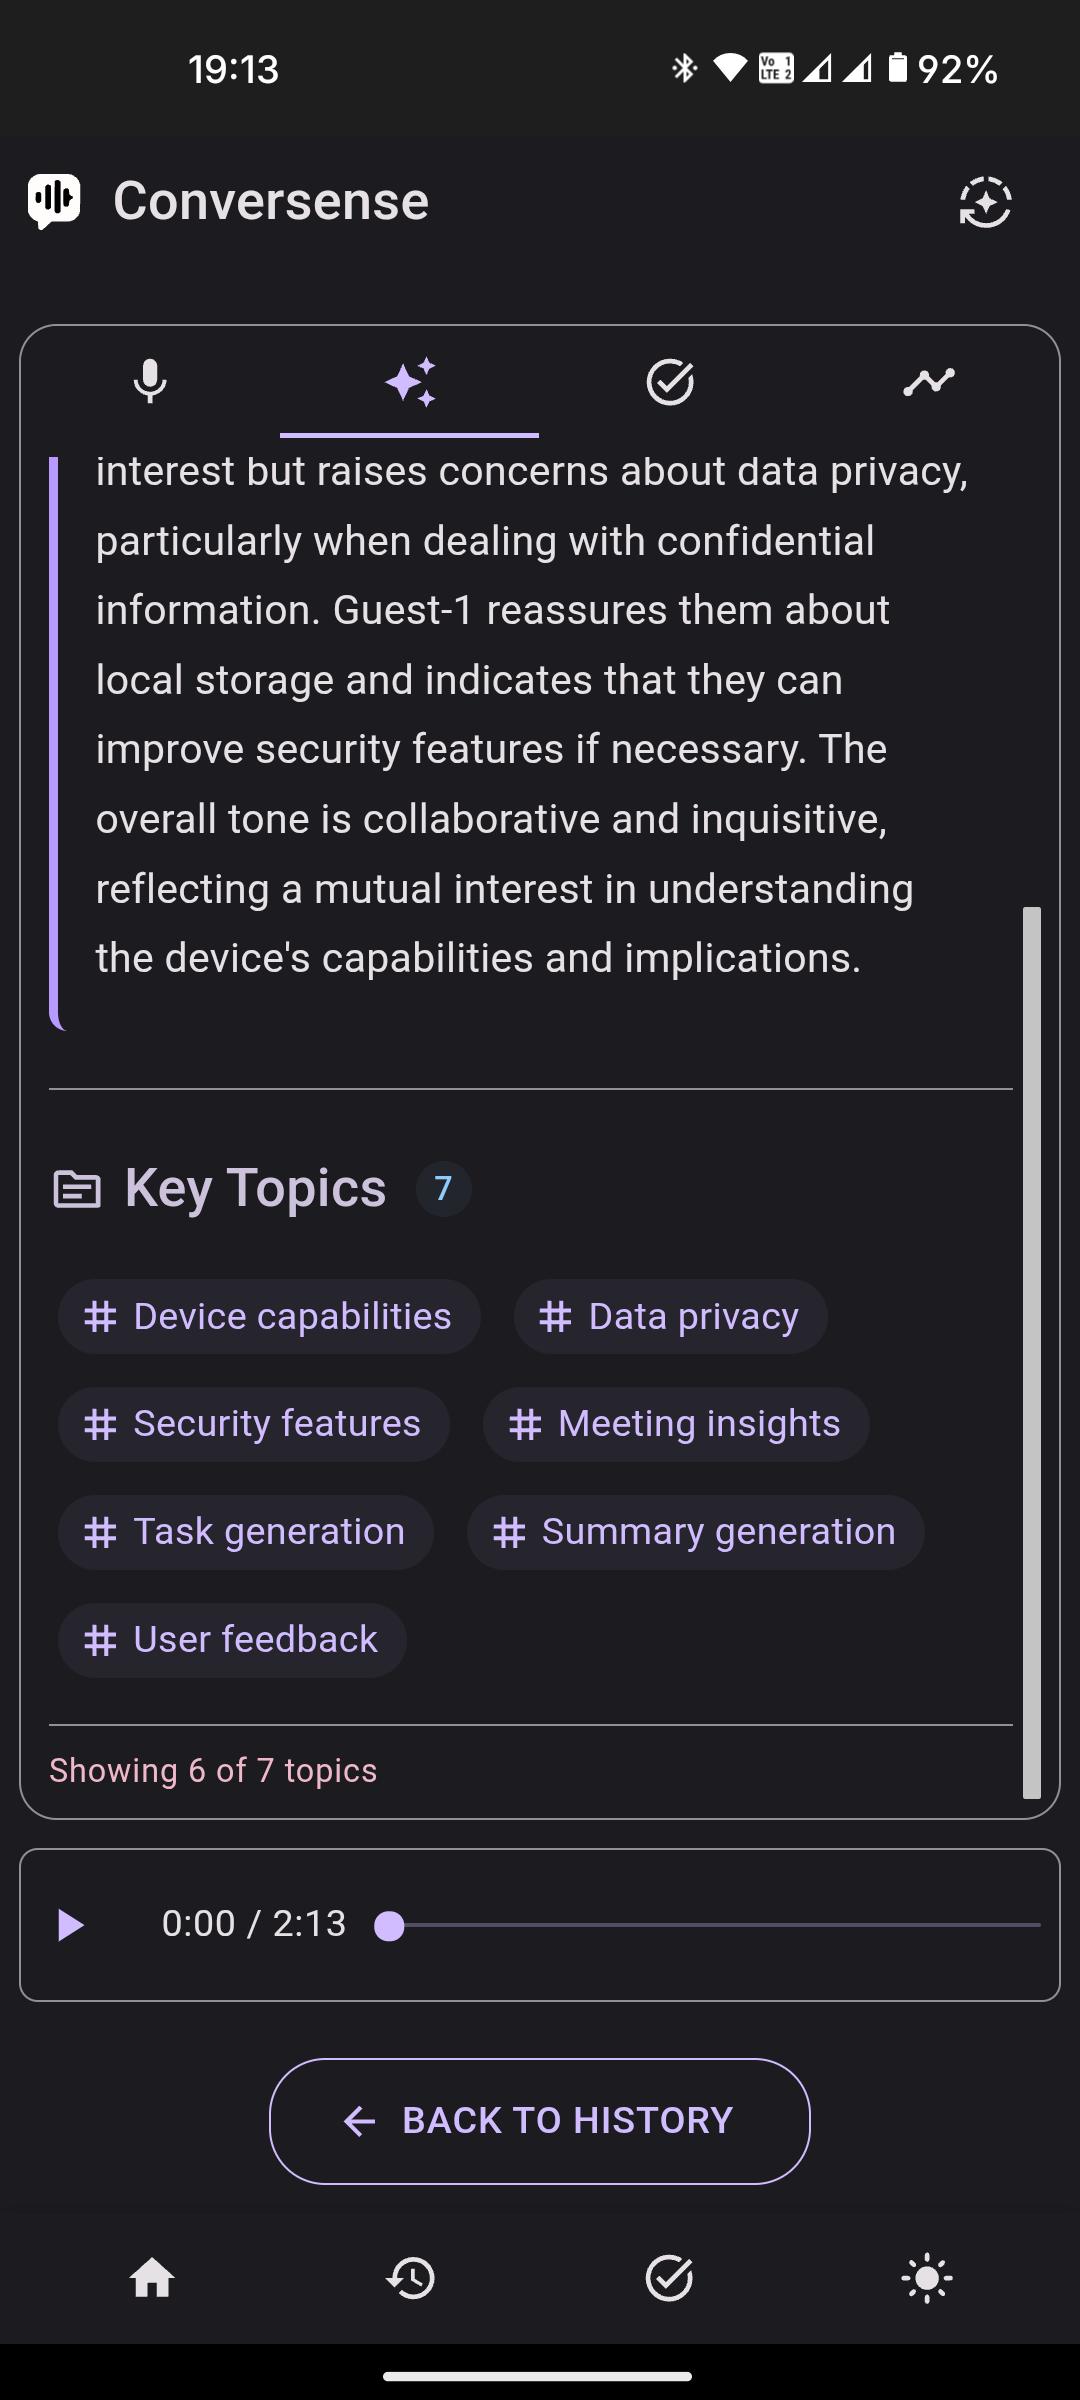 19:13
Vo 1
LTE 2
92%
Conversense
interest but raises concerns about data privacy,
particularly when dealing with confidential
information. Guest-1 reassures them about
local storage and indicates that they can
improve security features if necessary. The
overall tone is collaborative and inquisitive,
reflecting a mutual interest in understanding
the device's capabilities and implications.
Key Topics 7
# Device capabilities # Data privacy
# Security features # Meeting insights
# Task generation # Summary generation
# User feedback
Showing 6 of 7 topics
0:00 / 2:13
BACK TO HISTORY